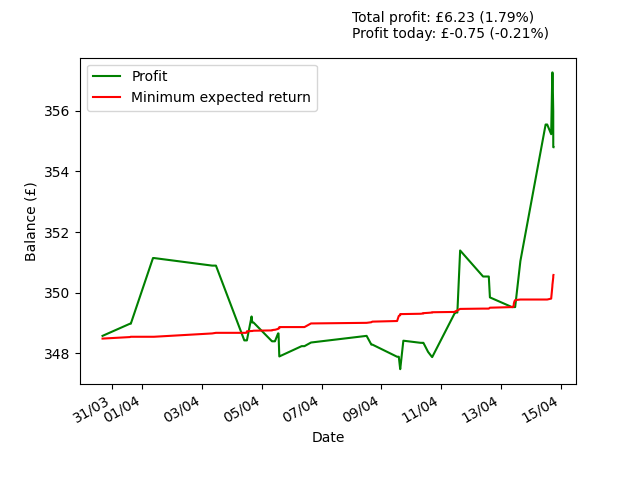 Total profit: £6.23 (1.79%)
Profit today: £-0.75 (-0.21%)
Profit
Minimum expected return
356
354
352
350
348
Balance (£)
31/03
01/04
03/04
05/04
07/04
09/04
11/04
13/04
15/04
Date